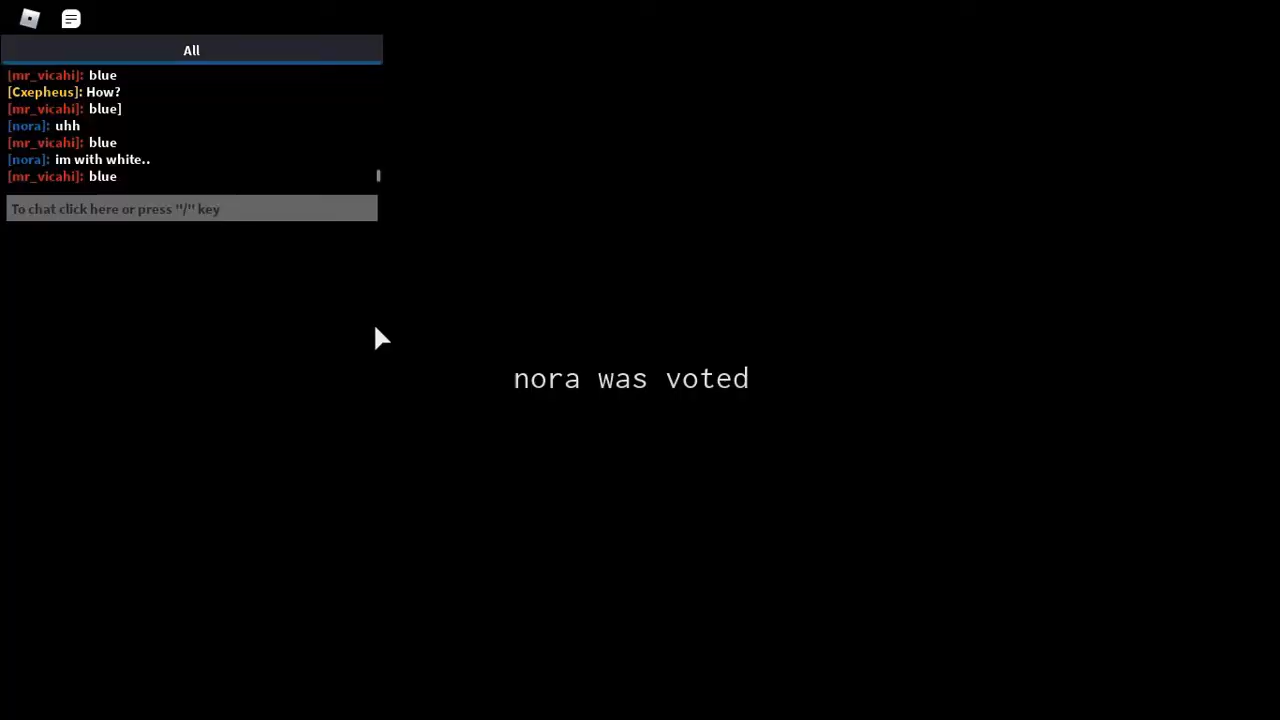 All
[mr_vicahi]: blue
[Cxepheus]: How?
[mr_vicahi]: blue]
[nora]: uhh
[mr_vicahi]: blue
[nora]: im with white..
[mr_vicahi]: blue
To chat click here or press "/" key
nora was voted